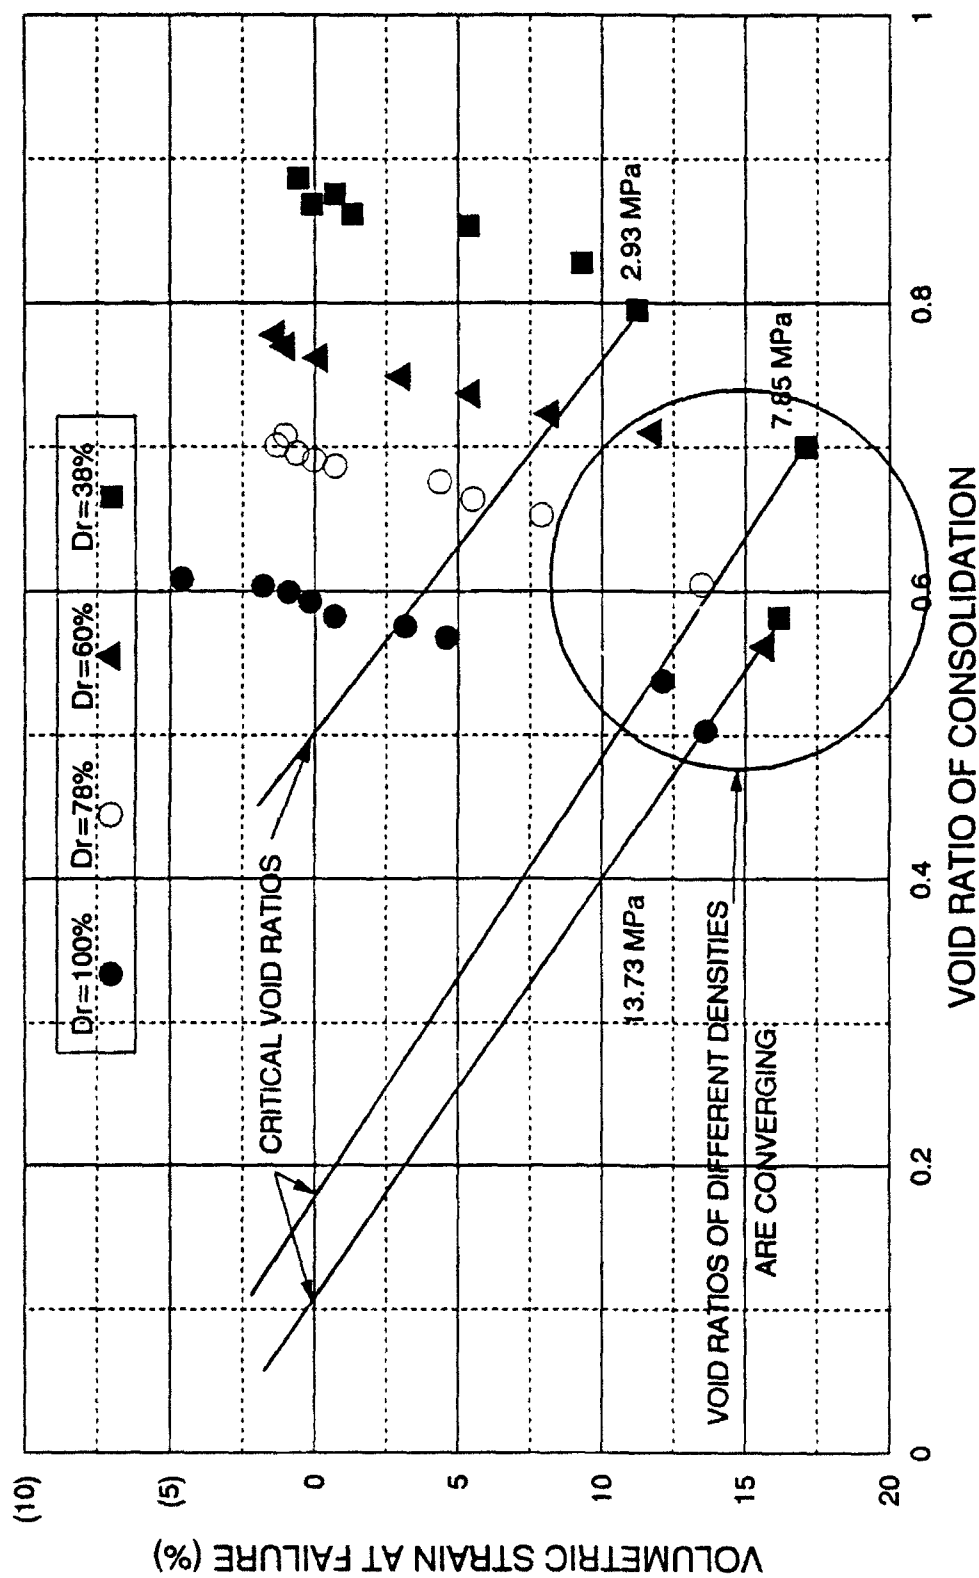 Dr=100% Dr=78% Dr=60% Dr=38%
(10)
(5)
0
5
10
15
20
VOLUMETRIC STRAIN AT FAILURE (%)
CRITICAL VOID RATIOS
2.93 MPa
7.85 MPa
13.73 MPa
VOID RATIOS OF DIFFERENT DENSITIES
ARE CONVERGING
0 0.2 0.4 0.6 0.8 1
VOID RATIO OF CONSOLIDATION